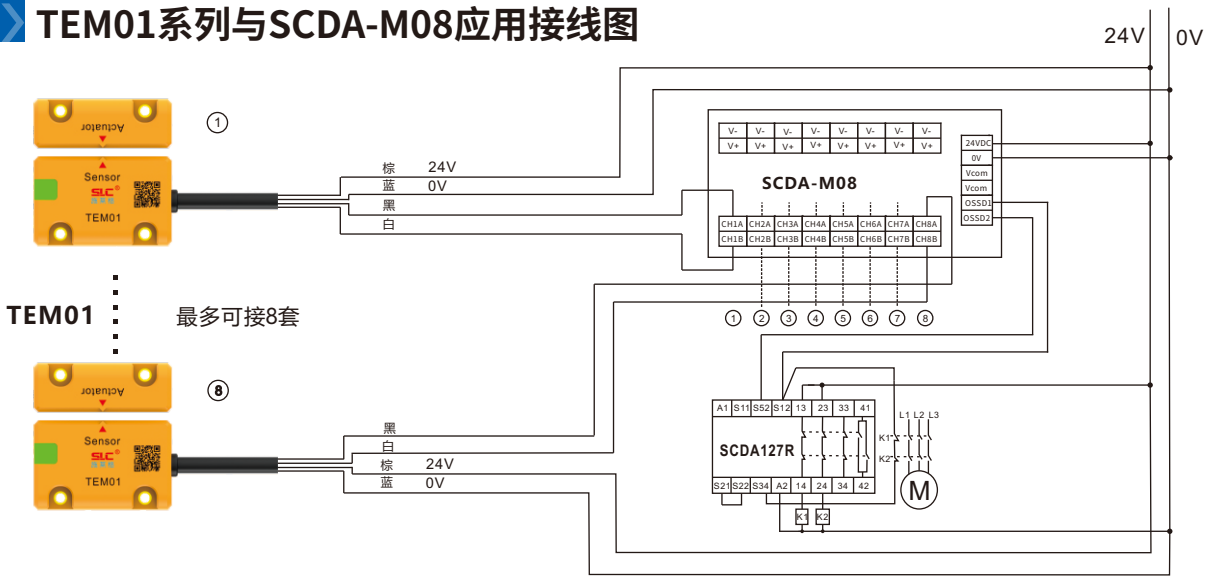 TEM01系列与SCDA-M08应用接线图
24V 0V
Actuator
①
Sensor
SLC®
TEM01
棕 24V
蓝 0V
黑
白
V- V- V- V- V- V- V- V-
V+ V+ V+ V+ V+ V+ V+ V+
SCDA-M08
CH1A CH2A CH3A CH4A CH5A CH6A CH7A CH8A
CH1B CH2B CH3B CH4B CH5B CH6B CH7B CH8B
24VDC
0V
Vcom
Vcom
OSSD1
OSSD2
① ② ③ ④ ⑤ ⑥ ⑦ ⑧
TEM01
最多可接8套
Actuator
⑧
Sensor
SLC®
TEM01
黑
白
棕 24V
蓝 0V
A1 S11 S52 S12 13 23 33 41
SCDA127R
S21 S22 S34 A2 14 24 34 42
K1 K2
L1 L2 L3
K1
K2
M